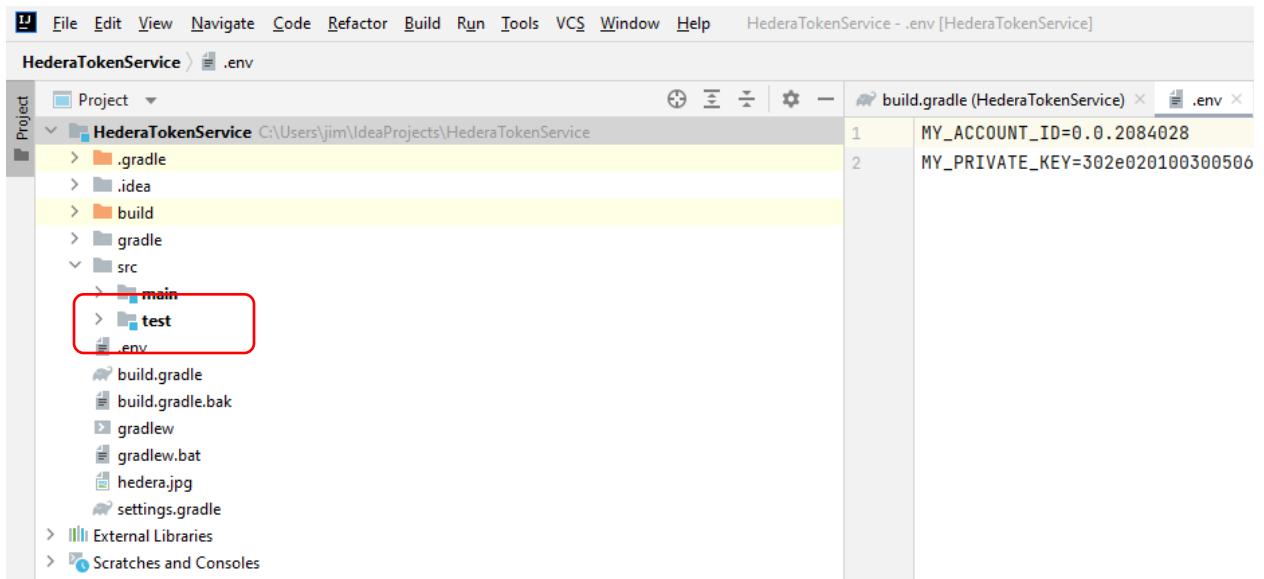 IJ File Edit View Navigate Code Refactor Build Run Tools VCS Window Help HederaTokenService - .env [HederaTokenService]
HederaTokenService .env
Project
Project
build.gradle (HederaTokenService) .env
HederaTokenService C:\Users\jim\IdeaProjects\HederaTokenService
.gradle
.idea
build
gradle
src
main
test
.env
build.gradle
build.gradle.bak
gradlew
gradlew.bat
hedera.jpg
settings.gradle
External Libraries
Scratches and Consoles
1 MY_ACCOUNT_ID=0.0.2084028
2 MY_PRIVATE_KEY=302e020100300506